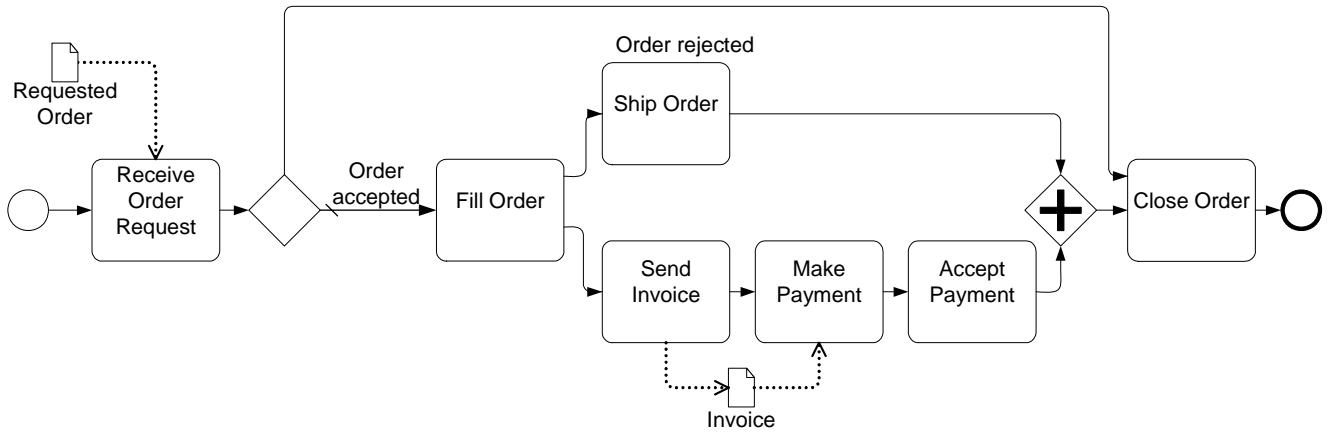 Order rejected
Requested
Order
Ship Order
Receive
Order
Request
Order
accepted
Fill Order
Close Order
Send
Invoice
Make
Payment
Accept
Payment
Invoice